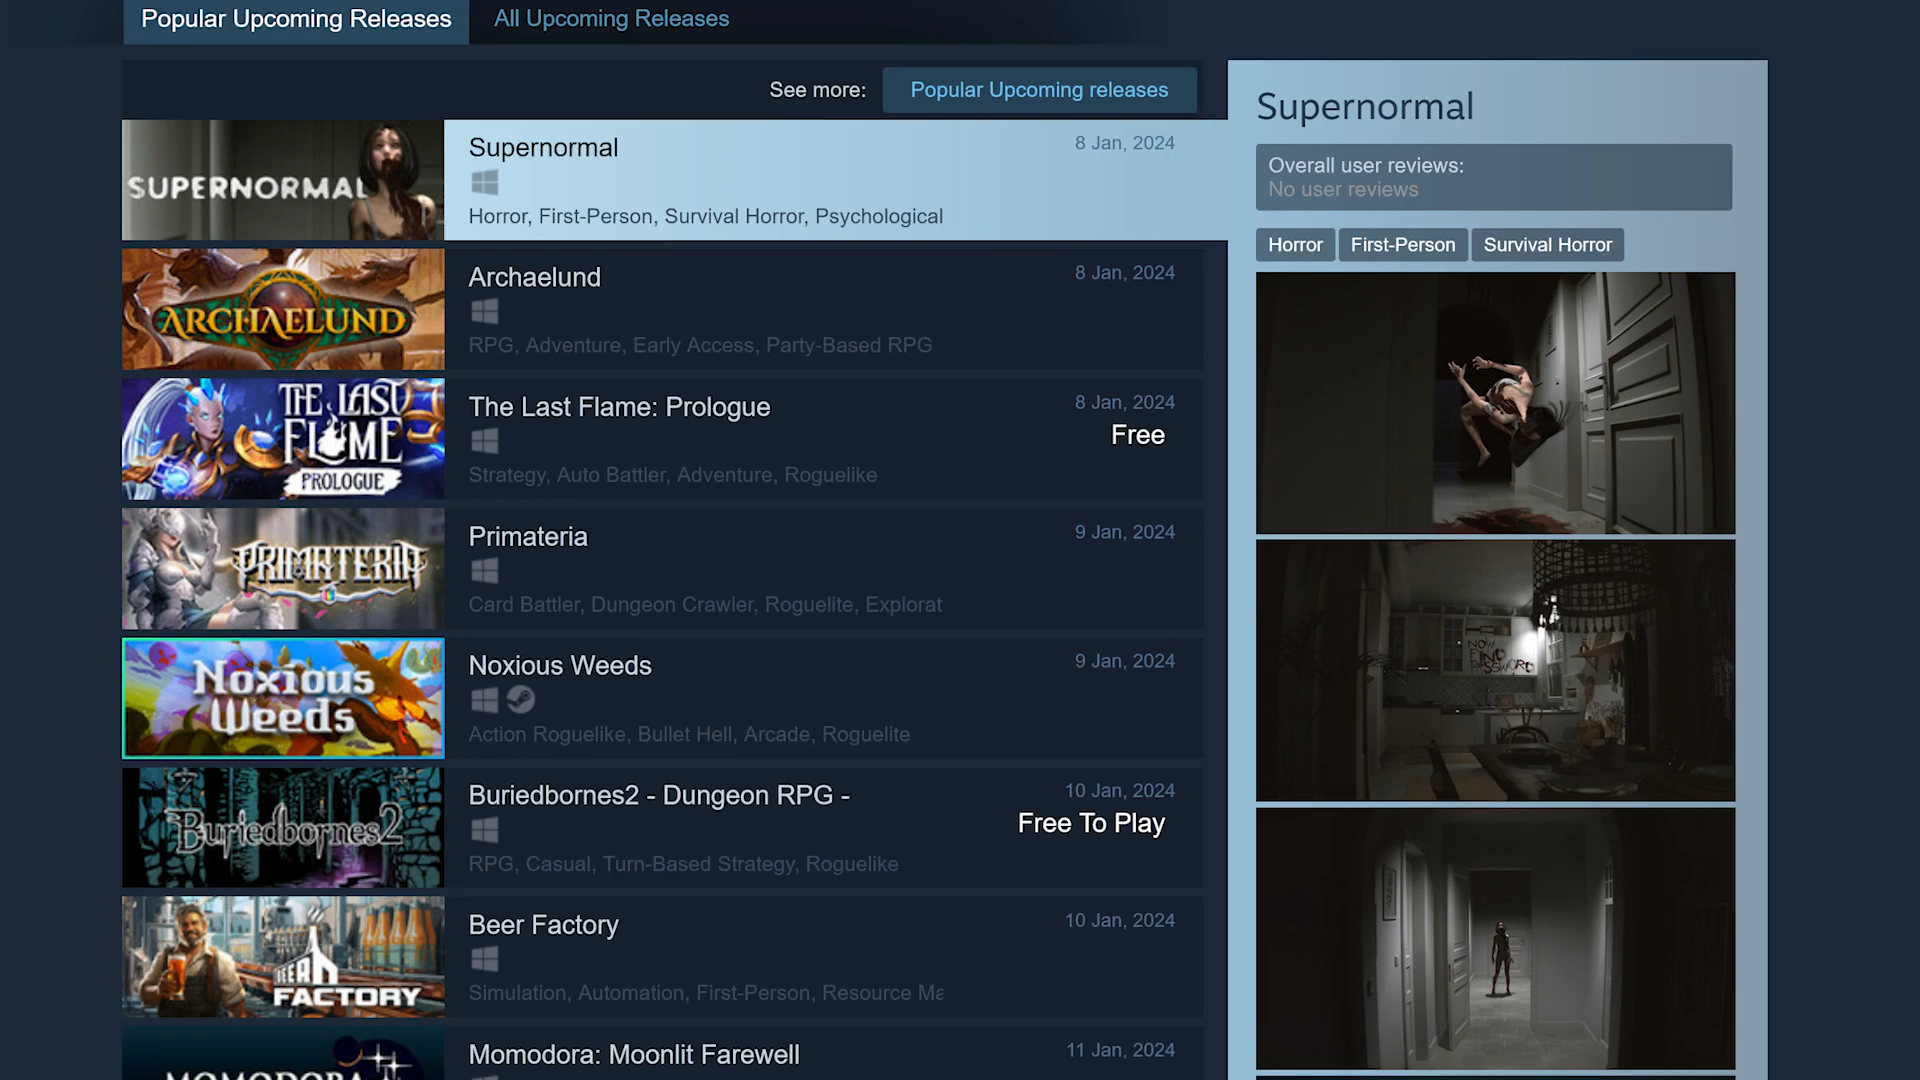 Popular Upcoming Releases
All Upcoming Releases
See more:
Popular Upcoming releases
SUPERNORMAL
Supernormal
8 Jan, 2024
Horror, First-Person, Survival Horror, Psychological
ARCHAELUND
Archaelund
8 Jan, 2024
RPG, Adventure, Early Access, Party-Based RPG
THE LAST
FLAME
PROLOGUE
The Last Flame: Prologue
8 Jan, 2024
Free
Strategy, Auto Battler, Adventure, Roguelike
PRIMATERIA
Primateria
9 Jan, 2024
Card Battler, Dungeon Crawler, Roguelite, Explorat
Noxious
Weeds
Noxious Weeds
9 Jan, 2024
Action Roguelike, Bullet Hell, Arcade, Roguelite
Buriedbornes2
Buriedbornes2 - Dungeon RPG -
10 Jan, 2024
Free To Play
RPG, Casual, Turn-Based Strategy, Roguelike
BEER
FACTORY
Beer Factory
10 Jan, 2024
Simulation, Automation, First-Person, Resource Ma
MOMODORA
Momodora: Moonlit Farewell
11 Jan, 2024
Supernormal
Overall user reviews:
No user reviews
Horror
First-Person
Survival Horror
NOW
FIND
PASSWORD